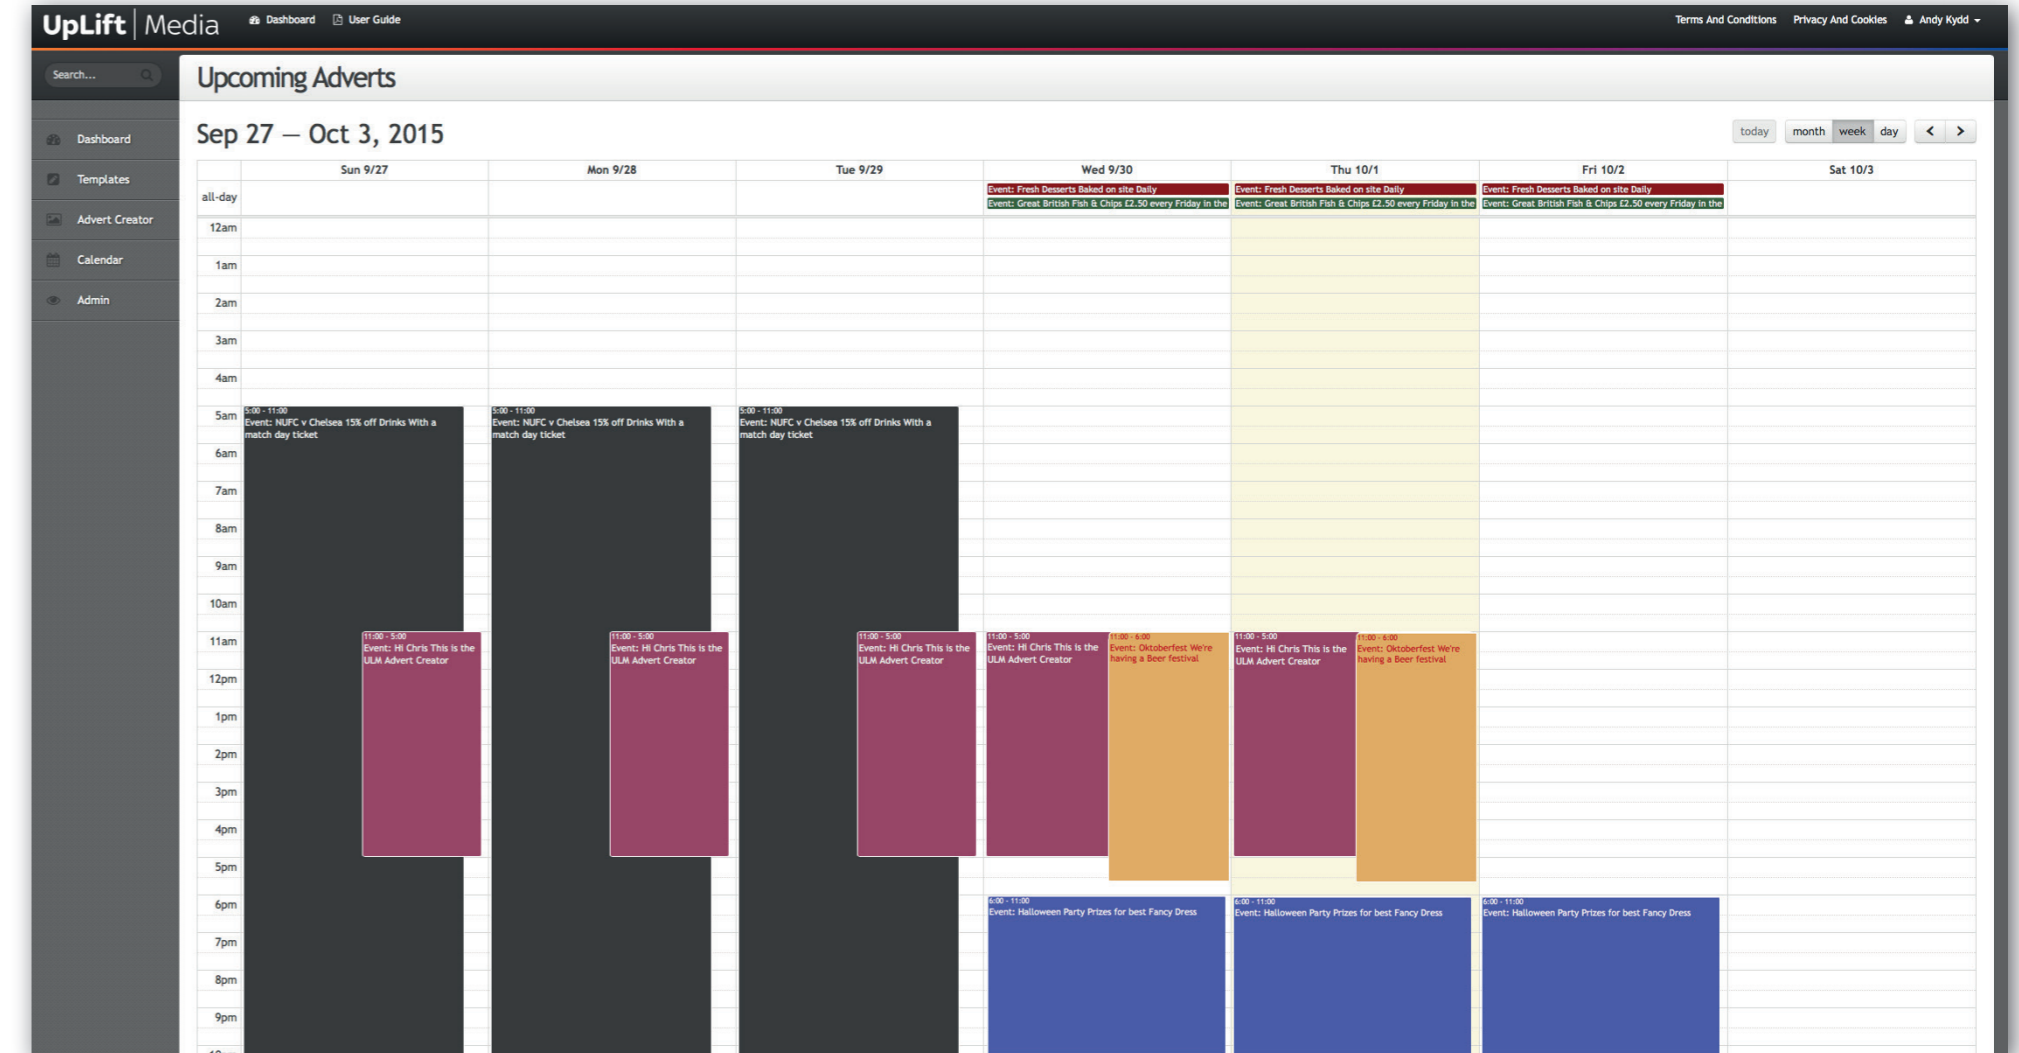 UpLift | Media
Dashboard
User Guide
Terms And Conditions
Privacy And Cookies
Andy Kydd
Search...
Upcoming Adverts
Dashboard
Templates
Advert Creator
Calendar
Admin
Sep 27 — Oct 3, 2015
today
month
week
day
Sun 9/27
Mon 9/28
Tue 9/29
Wed 9/30
Thu 10/1
Fri 10/2
Sat 10/3
all-day
Event: Fresh Desserts Baked on site Daily
Event: Great British Fish & Chips £2.50 every Friday in the
Event: Fresh Desserts Baked on site Daily
Event: Great British Fish & Chips £2.50 every Friday in the
Event: Fresh Desserts Baked on site Daily
Event: Great British Fish & Chips £2.50 every Friday in the
12am
1am
2am
3am
4am
5am
5:00 - 11:00
Event: NUFC v Chelsea 15% off Drinks With a
match day ticket
5:00 - 11:00
Event: NUFC v Chelsea 15% off Drinks With a
match day ticket
5:00 - 11:00
Event: NUFC v Chelsea 15% off Drinks With a
match day ticket
6am
7am
8am
9am
10am
11am
11:00 - 5:00
Event: Hi Chris This is the
ULM Advert Creator
11:00 - 5:00
Event: Hi Chris This is the
ULM Advert Creator
11:00 - 5:00
Event: Hi Chris This is the
ULM Advert Creator
11:00 - 5:00
Event: Hi Chris This is the
ULM Advert Creator
11:00 - 6:00
Event: Oktoberfest We're
having a Beer festival
11:00 - 5:00
Event: Hi Chris This is the
ULM Advert Creator
11:00 - 6:00
Event: Oktoberfest We're
having a Beer festival
12pm
1pm
2pm
3pm
4pm
5pm
6pm
6:00 - 11:00
Event: Halloween Party Prizes for best Fancy Dress
6:00 - 11:00
Event: Halloween Party Prizes for best Fancy Dress
6:00 - 11:00
Event: Halloween Party Prizes for best Fancy Dress
7pm
8pm
9pm